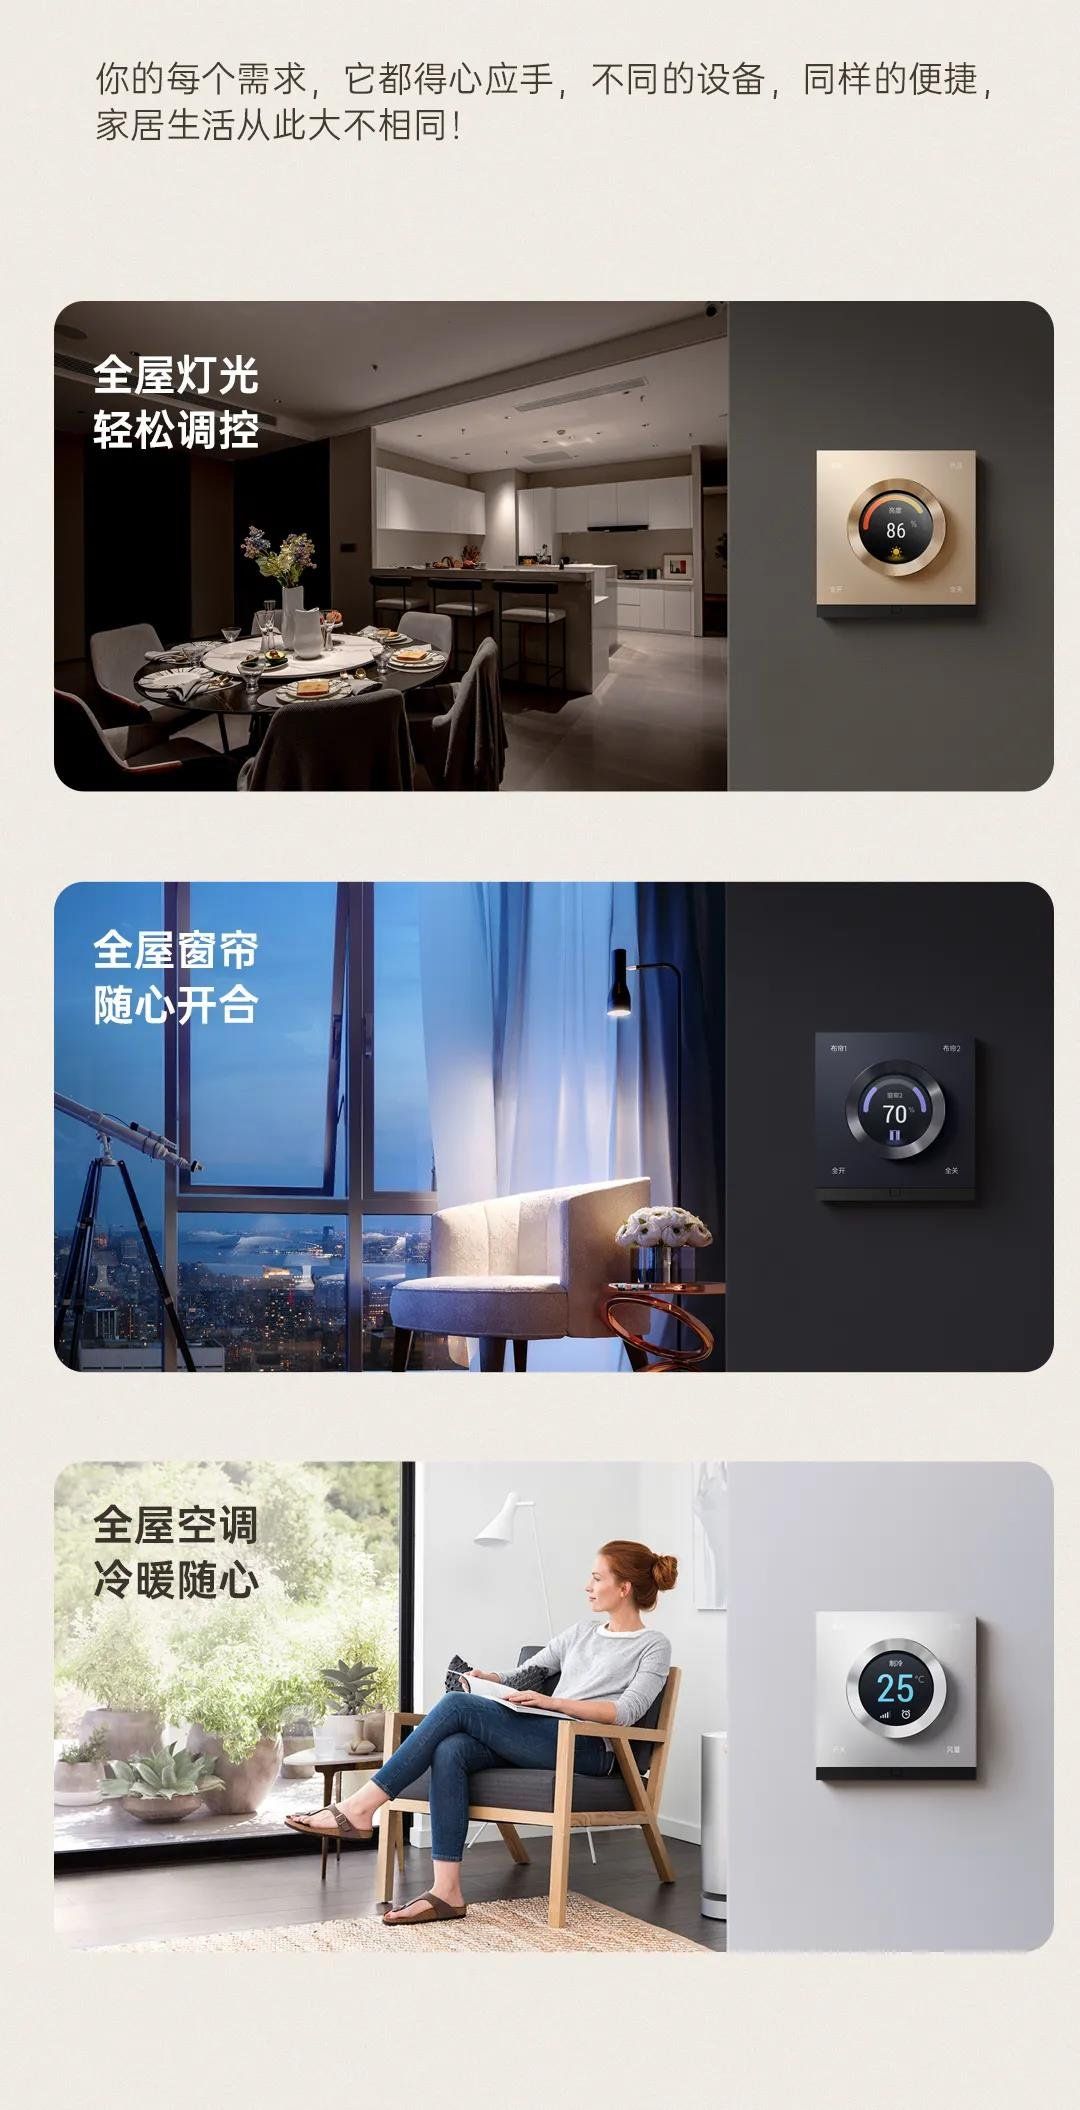 你的每个需求，它都得心应手，不同的设备，同样的便捷，
家居生活从此大不相同！
全屋灯光
轻松调控
亮度
86 %
全开 全关
全屋窗帘
随心开合
布帘1 布帘2
窗帘2
70 %
全开 全关
全屋空调
冷暖随心
制冷
25 °C
开关 风量